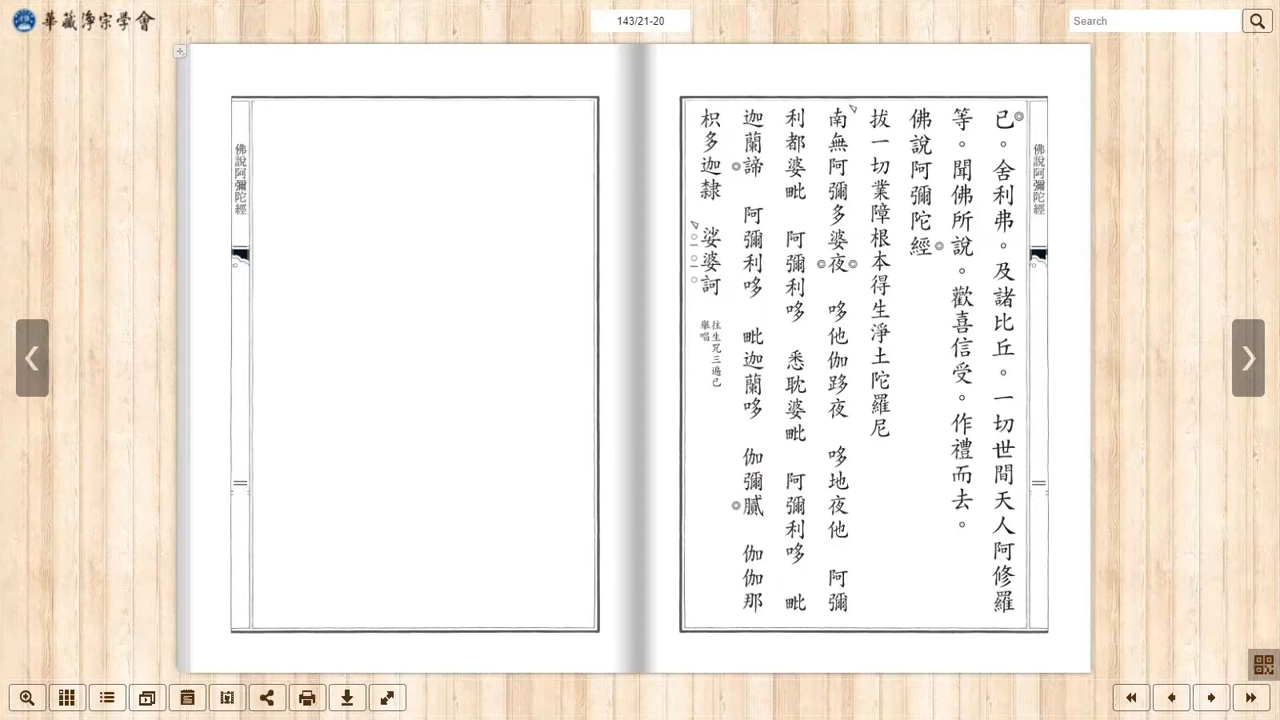 華藏淨宗學會
143/21-20
Search
佛說阿彌陀經
已。舍利弗。及諸比丘。一切世間天人阿修羅
等。聞佛所說。歡喜信受。作禮而去。
佛說阿彌陀經
拔一切業障根本得生淨土陀羅尼
南無阿彌多婆夜 哆他伽跢夜 哆地夜他 阿彌
利都婆毗 阿彌利哆 悉耽婆毗 阿彌利哆 毗
迦蘭諦 阿彌利哆 毗迦蘭哆 伽彌膩 伽伽那
枳多迦隸 娑婆訶
往生咒三遍已
舉唱
佛說阿彌陀經